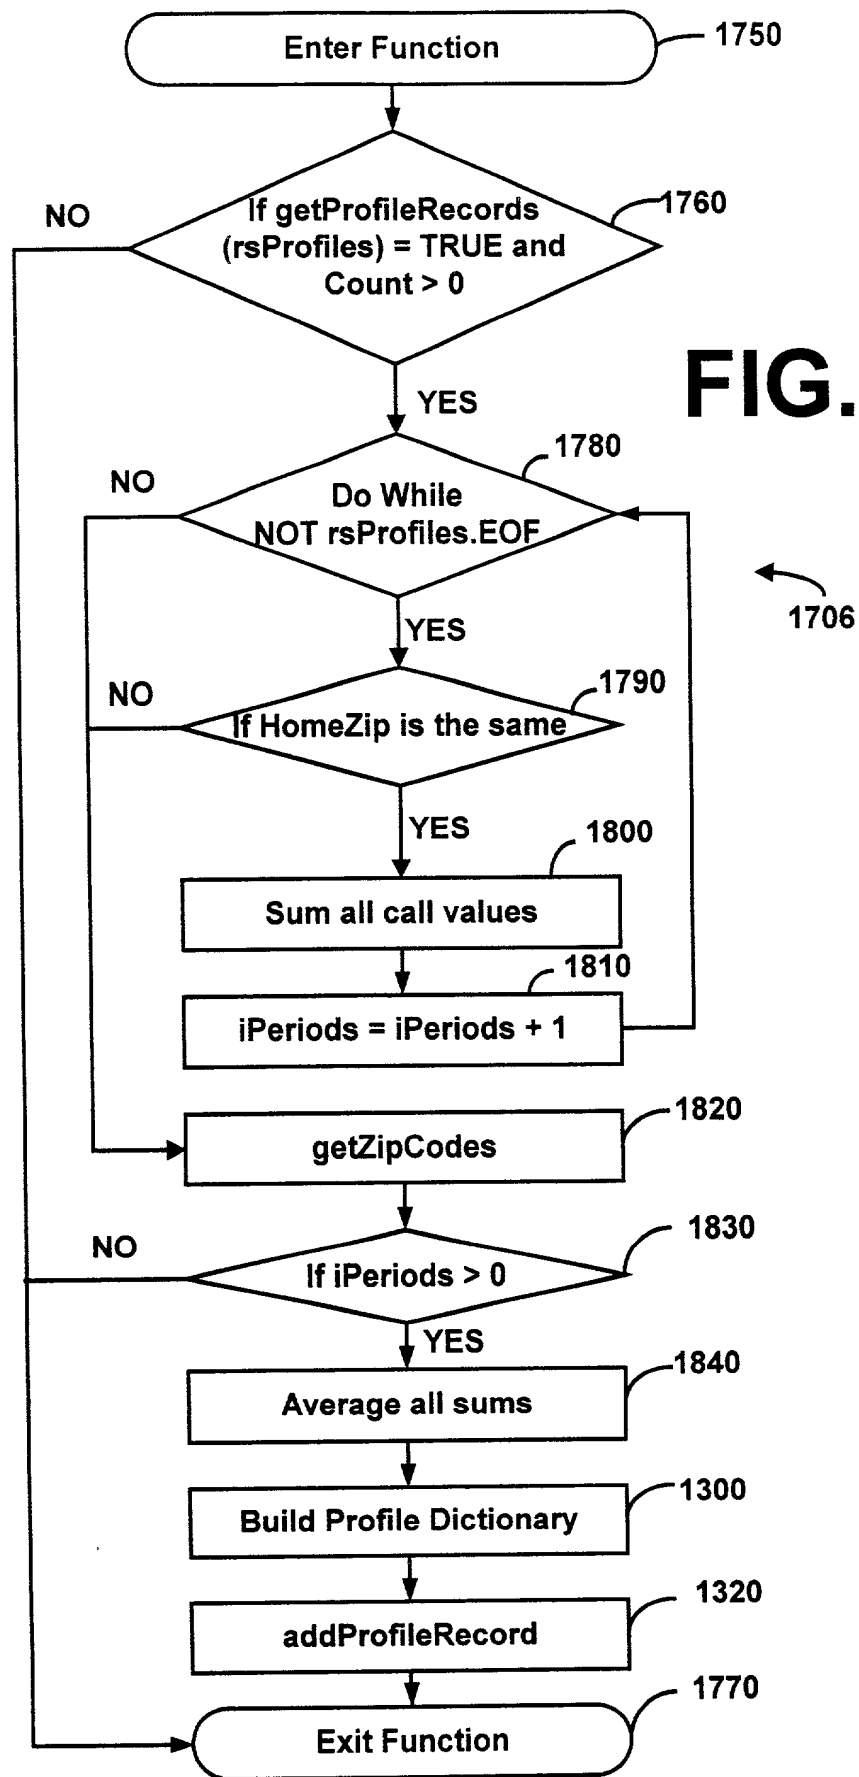 Enter Function
1750
If getProfileRecords
(rsProfiles) = TRUE and
Count > 0
1760
NO
FIG.
YES
Do While
NOT rsProfiles.EOF
1780
NO
1706
YES
If HomeZip is the same
1790
NO
YES
1800
Sum all call values
1810
iPeriods = iPeriods + 1
1820
getZipCodes
1830
NO
If iPeriods > 0
YES
1840
Average all sums
1300
Build Profile Dictionary
1320
addProfileRecord
1770
Exit Function